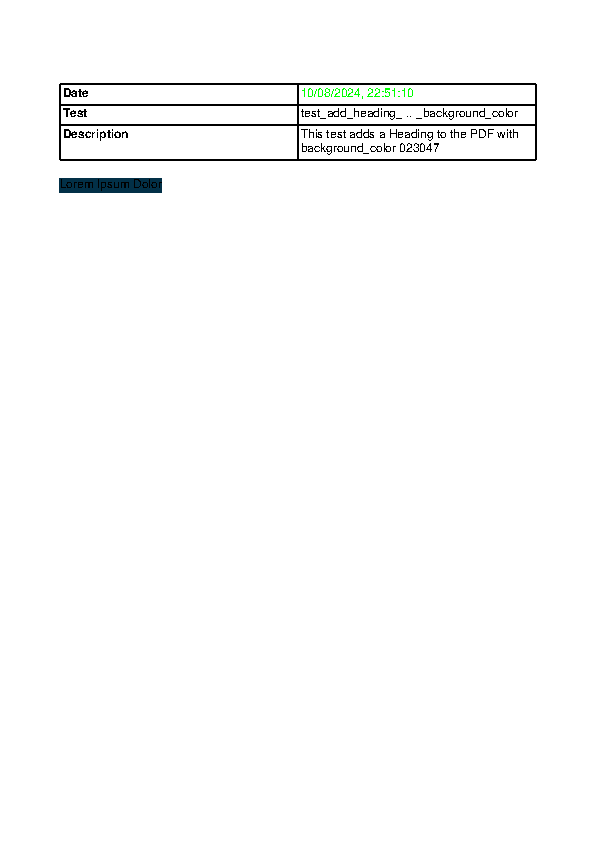 Date 10/08/2024, 22:51:10
Test test_add_heading_ .. _background_color
Description This test adds a Heading to the PDF with
background_color 023047
Lorem Ipsum Dolor